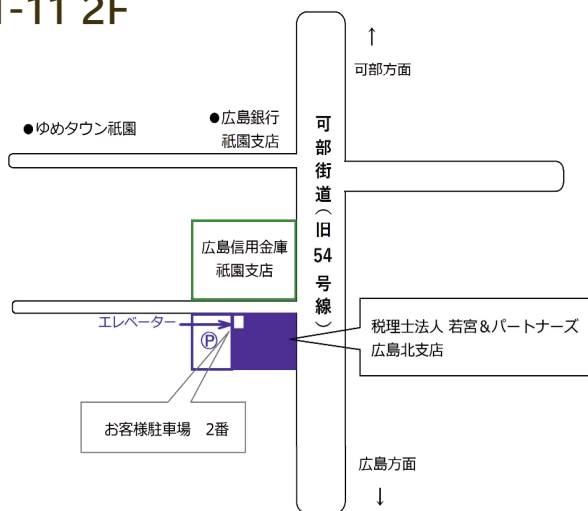 1-11 2F
↑
可部方面
●ゆめタウン祇園
●広島銀行
祇園支店
可部街道（旧54号線）
広島信用金庫
祇園支店
エレベーター
P
税理士法人 若宮&パートナーズ
広島北支店
お客様駐車場 2番
広島方面
↓